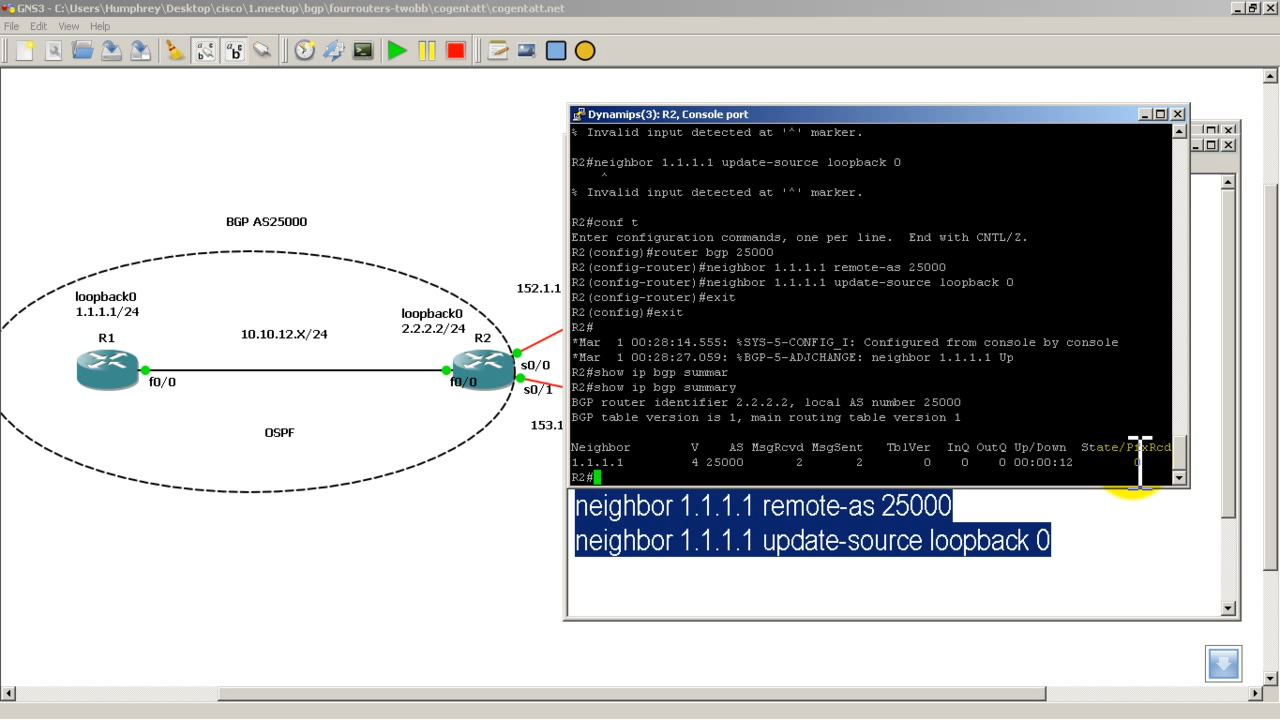 GNS3 - C:\Users\Humphrey\Desktop\cisco\1.meetup\bgp\fourrouters-twobb\cogentatt\cogentatt.net
File Edit View Help
BGP AS25000
loopback0
1.1.1.1/24
R1
f0/0
10.10.12.X/24
OSPF
loopback0
2.2.2.2/24
R2
f0/0
s0/0
s0/1
152.1.1
153.1
Dynamips(3): R2, Console port
% Invalid input detected at '^' marker.
R2#neighbor 1.1.1.1 update-source loopback 0
^
% Invalid input detected at '^' marker.
R2#conf t
Enter configuration commands, one per line.  End with CNTL/Z.
R2(config)#router bgp 25000
R2(config-router)#neighbor 1.1.1.1 remote-as 25000
R2(config-router)#neighbor 1.1.1.1 update-source loopback 0
R2(config-router)#exit
R2(config)#exit
R2#
*Mar  1 00:28:14.555: %SYS-5-CONFIG_I: Configured from console by console
*Mar  1 00:28:27.059: %BGP-5-ADJCHANGE: neighbor 1.1.1.1 Up
R2#show ip bgp summar
R2#show ip bgp summary
BGP router identifier 2.2.2.2, local AS number 25000
BGP table version is 1, main routing table version 1
Neighbor V AS MsgRcvd MsgSent TblVer InQ OutQ Up/Down State/PfxRcd
1.1.1.1 4 25000 2 2 0 0 0 00:00:12 0
R2#
neighbor 1.1.1.1 remote-as 25000
neighbor 1.1.1.1 update-source loopback 0